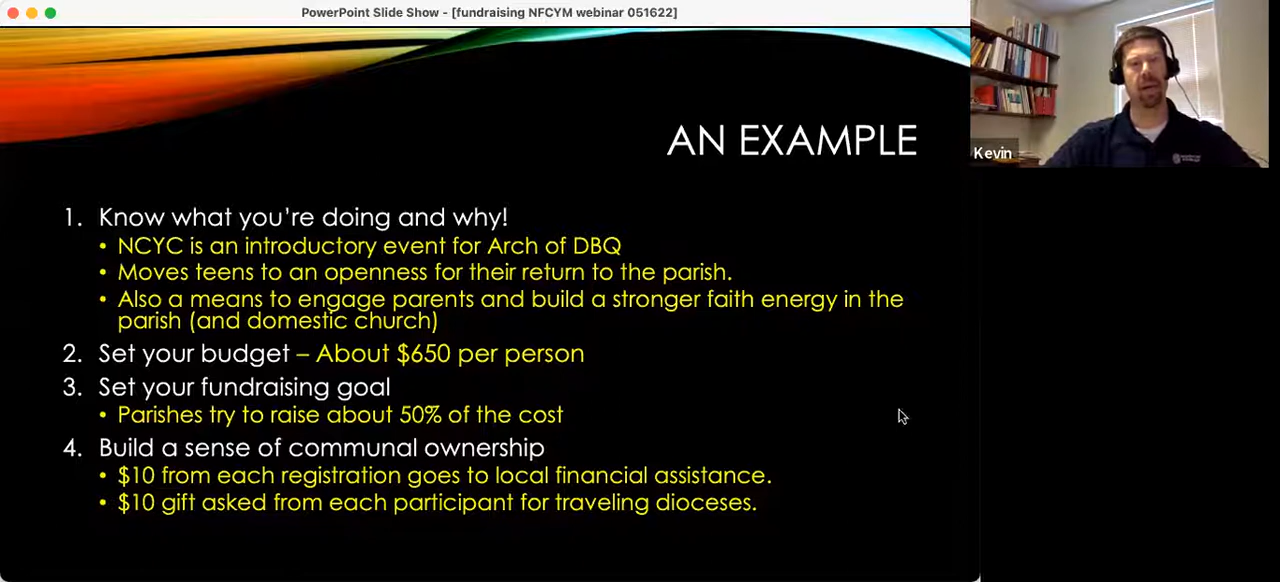 PowerPoint Slide Show - [fundraising NFCYM webinar 051622]
AN EXAMPLE
Kevin
1. Know what you're doing and why!
• NCYC is an introductory event for Arch of DBQ
• Moves teens to an openness for their return to the parish.
• Also a means to engage parents and build a stronger faith energy in the
parish (and domestic church)
2. Set your budget – About $650 per person
3. Set your fundraising goal
• Parishes try to raise about 50% of the cost
4. Build a sense of communal ownership
• $10 from each registration goes to local financial assistance.
• $10 gift asked from each participant for traveling dioceses.